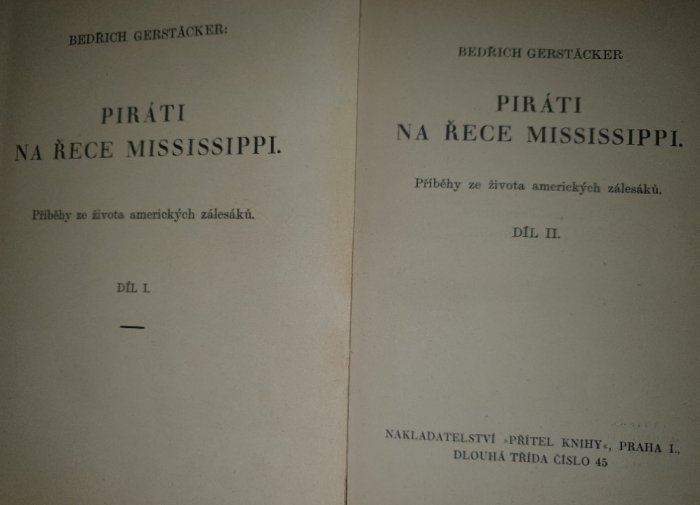 BEDŘICH GERSTÄCKER:
PIRÁTI
NA ŘECE MISSISSIPPI.
Příběhy ze života amerických zálesáků.
DÍL I.
BEDŘICH GERSTÄCKER
PIRÁTI
NA ŘECE MISSISSIPPI.
Příběhy ze života amerických zálesáků.
DÍL II.
NAKLADATELSTVÍ »PŘÍTEL KNIHY«, PRAHA I.,
DLOUHÁ TŘÍDA ČÍSLO 45